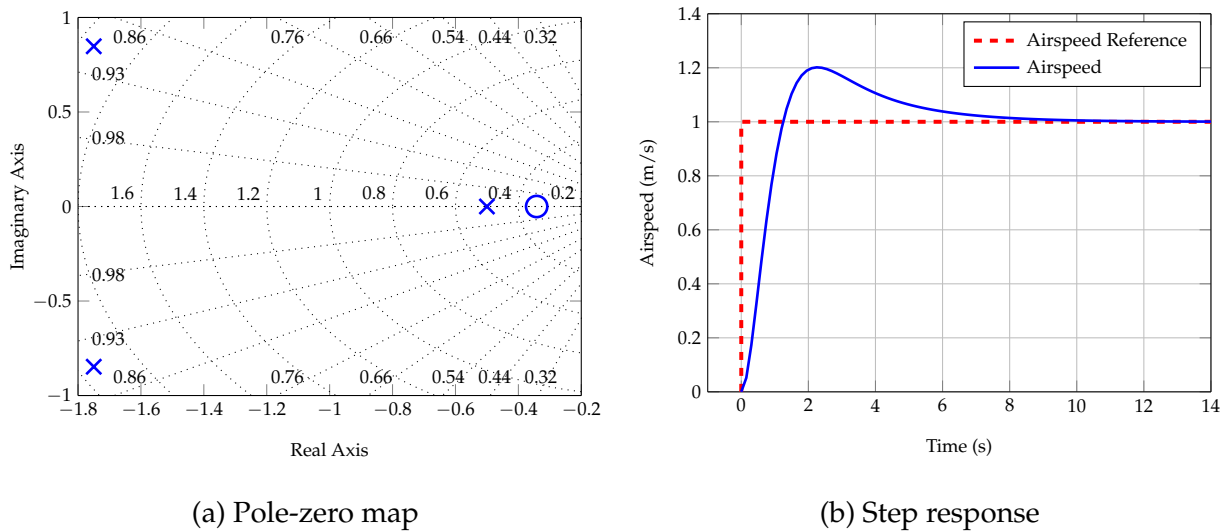 1
0.5
0
−0.5
−1
Imaginary Axis
0.86 0.76 0.66 0.54 0.44 0.32
0.93
0.98
1.6 1.4 1.2 1 0.8 0.6 0.4 0.2
0.98
0.93
0.86 0.76 0.66 0.54 0.44 0.32
−1.8 −1.6 −1.4 −1.2 −1 −0.8 −0.6 −0.4 −0.2
Real Axis
(a) Pole-zero map
1.4
1.2
1
0.8
0.6
0.4
0.2
0
Airspeed (m/s)
Airspeed Reference
Airspeed
0 2 4 6 8 10 12 14
Time (s)
(b) Step response